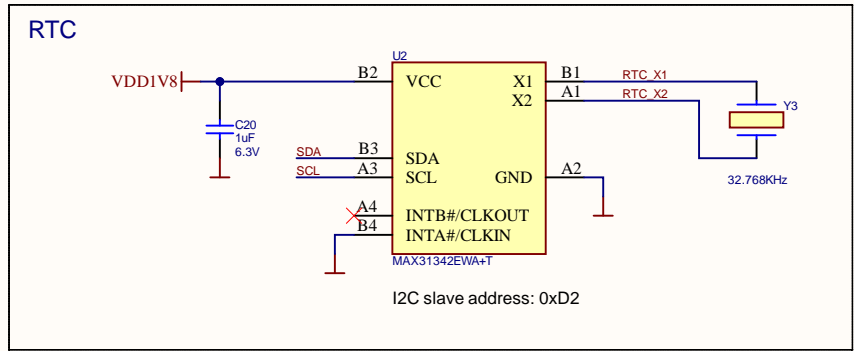 RTC
U2
VDD1V8
B2
VCC
X1
B1
RTC_X1
X2
A1
RTC_X2
Y3
C20
1uF
6.3V
SDA
B3
SDA
SCL
A3
SCL
GND
A2
32.768KHz
A4
INTB#/CLKOUT
B4
INTA#/CLKIN
MAX31342EWA+T
I2C slave address: 0xD2